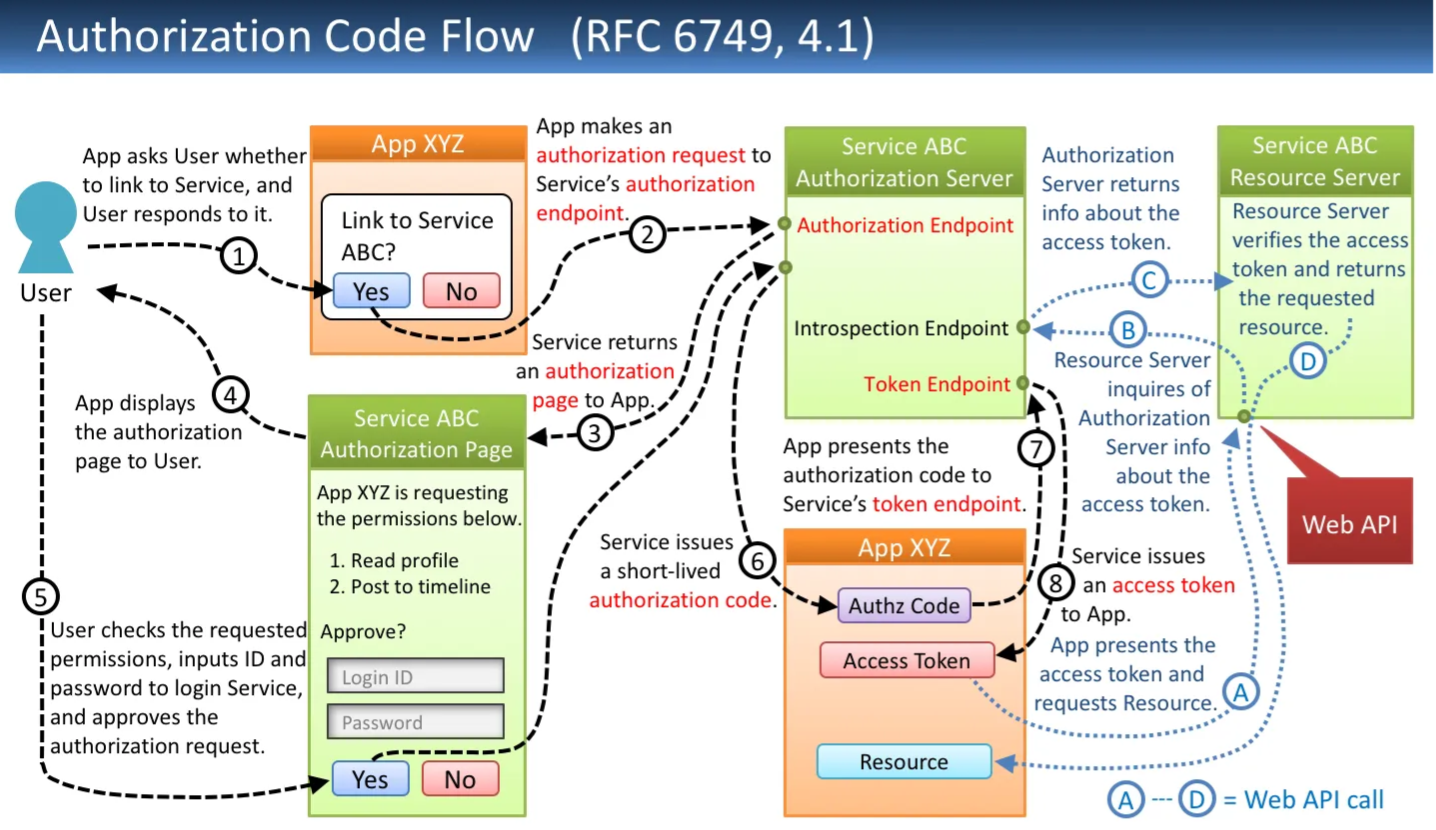 Authorization Code Flow (RFC 6749, 4.1)
App asks User whether
to link to Service, and
User responds to it.
User
1
App XYZ
Link to Service
ABC?
Yes
No
App makes an
authorization request to
Service's authorization
endpoint.
2
Service ABC
Authorization Server
Authorization Endpoint
Introspection Endpoint
Token Endpoint
Service returns
an authorization
page to App.
3
4
App displays
the authorization
page to User.
Service ABC
Authorization Page
App XYZ is requesting
the permissions below.
1. Read profile
2. Post to timeline
Approve?
Login ID
Password
Yes
No
5
User checks the requested
permissions, inputs ID and
password to login Service,
and approves the
authorization request.
Service issues
a short-lived
authorization code.
6
App presents the
authorization code to
Service's token endpoint.
7
App XYZ
Authz Code
Access Token
Resource
8
Service issues
an access token
to App.
App presents the
access token and
requests Resource.
A
Resource Server
inquires of
Authorization
Server info
about the
access token.
B
Authorization
Server returns
info about the
access token.
C
Service ABC
Resource Server
Resource Server
verifies the access
token and returns
the requested
resource.
D
Web API
A --- D = Web API call